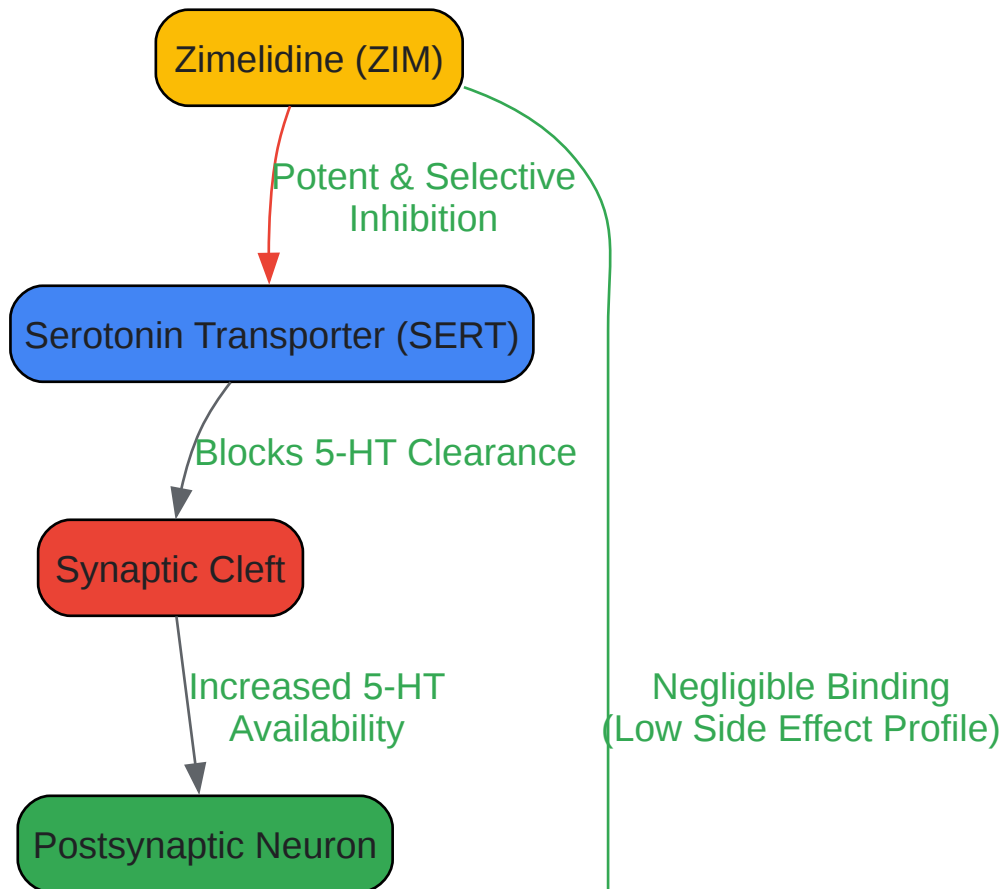 Zimelidine (ZIM)
Potent & Selective
Inhibition
Serotonin Transporter (SERT)
Blocks 5-HT Clearance
Synaptic Cleft
Increased 5-HT
Availability
Negligible Binding
(Low Side Effect Profile)
Postsynaptic Neuron